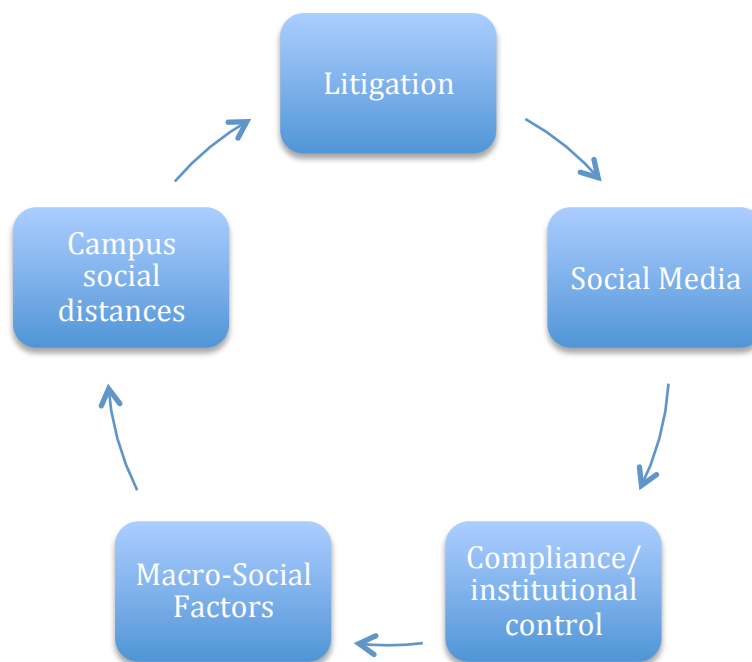 Litigation
Social Media
Compliance/
institutional
control
Macro-Social
Factors
Campus
social
distances